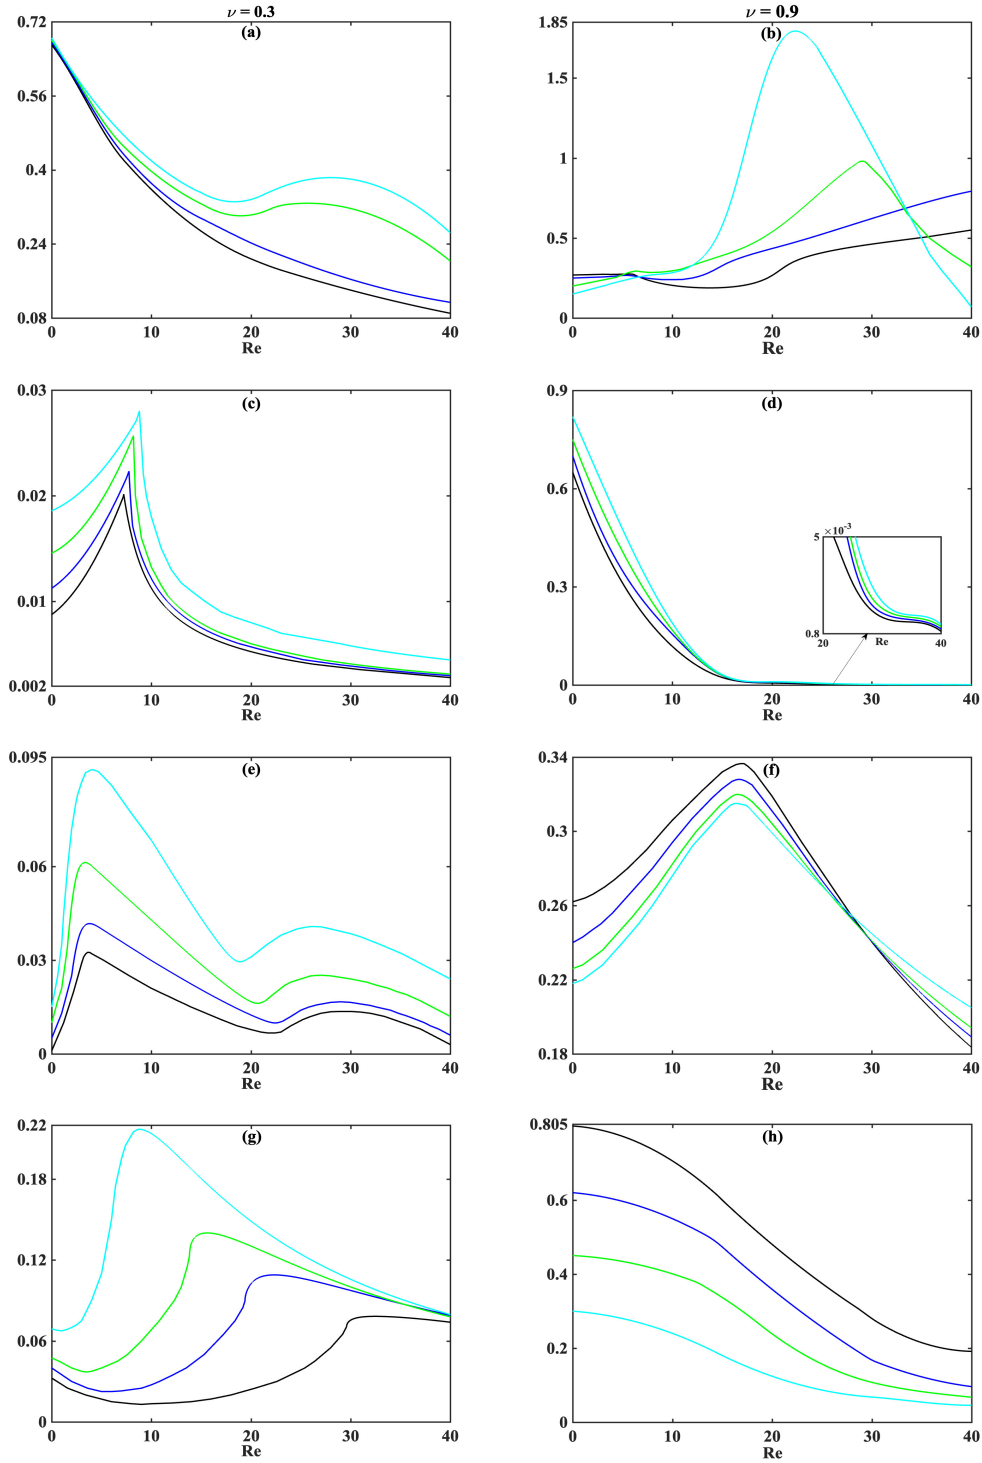 ν = 0.3
ν = 0.9
(a)
0.72
0.56
0.4
0.24
0.08
0 10 20 30 40
Re
(b)
1.85
1.5
1
0.5
0
0 10 20 30 40
Re
(c)
0.03
0.02
0.01
0.002
0 10 20 30 40
Re
(d)
0.9
0.6
0.3
0
0 10 20 30 40
Re
5 ×10-3
0.8
20 Re 40
(e)
0.095
0.06
0.03
0
0 10 20 30 40
Re
(f)
0.34
0.3
0.26
0.22
0.18
0 10 20 30 40
Re
(g)
0.22
0.18
0.12
0.06
0
0 10 20 30 40
Re
(h)
0.805
0.6
0.4
0.2
0
0 10 20 30 40
Re